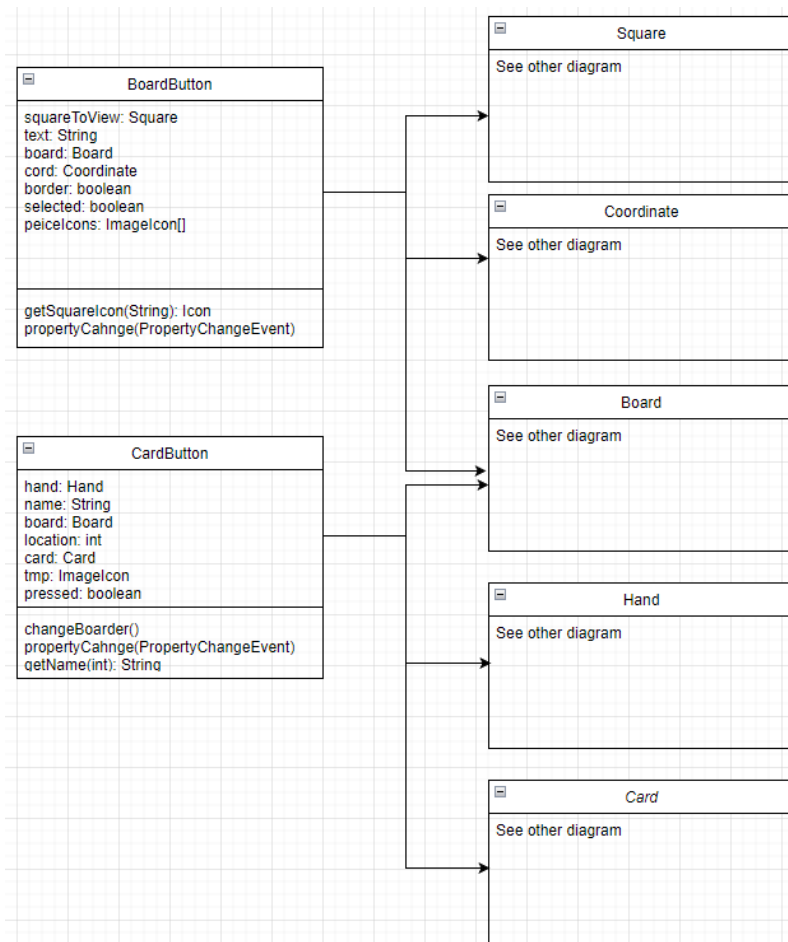 BoardButton
squareToView: Square
text: String
board: Board
cord: Coordinate
border: boolean
selected: boolean
peiceIcons: ImageIcon[]
getSquareIcon(String): Icon
propertyCahnge(PropertyChangeEvent)
CardButton
hand: Hand
name: String
board: Board
location: int
card: Card
tmp: ImageIcon
pressed: boolean
changeBoarder()
propertyCahnge(PropertyChangeEvent)
getName(int): String
Square
See other diagram
Coordinate
See other diagram
Board
See other diagram
Hand
See other diagram
Card
See other diagram